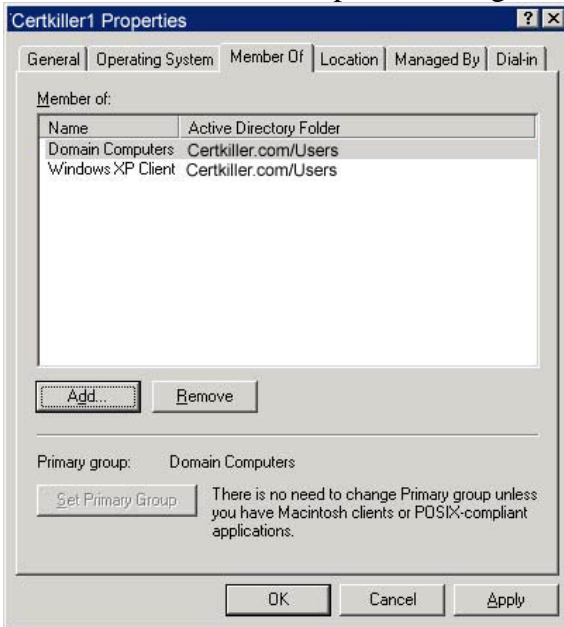 Certkiller1 Properties
? X
General Operating System Member Of Location Managed By Dial-in
Member of:
Name Active Directory Folder
Domain Computers Certkiller.com/Users
Windows XP Client Certkiller.com/Users
Add... Remove
Primary group: Domain Computers
Set Primary Group
There is no need to change Primary group unless
you have Macintosh clients or POSIX-compliant
applications.
OK Cancel Apply